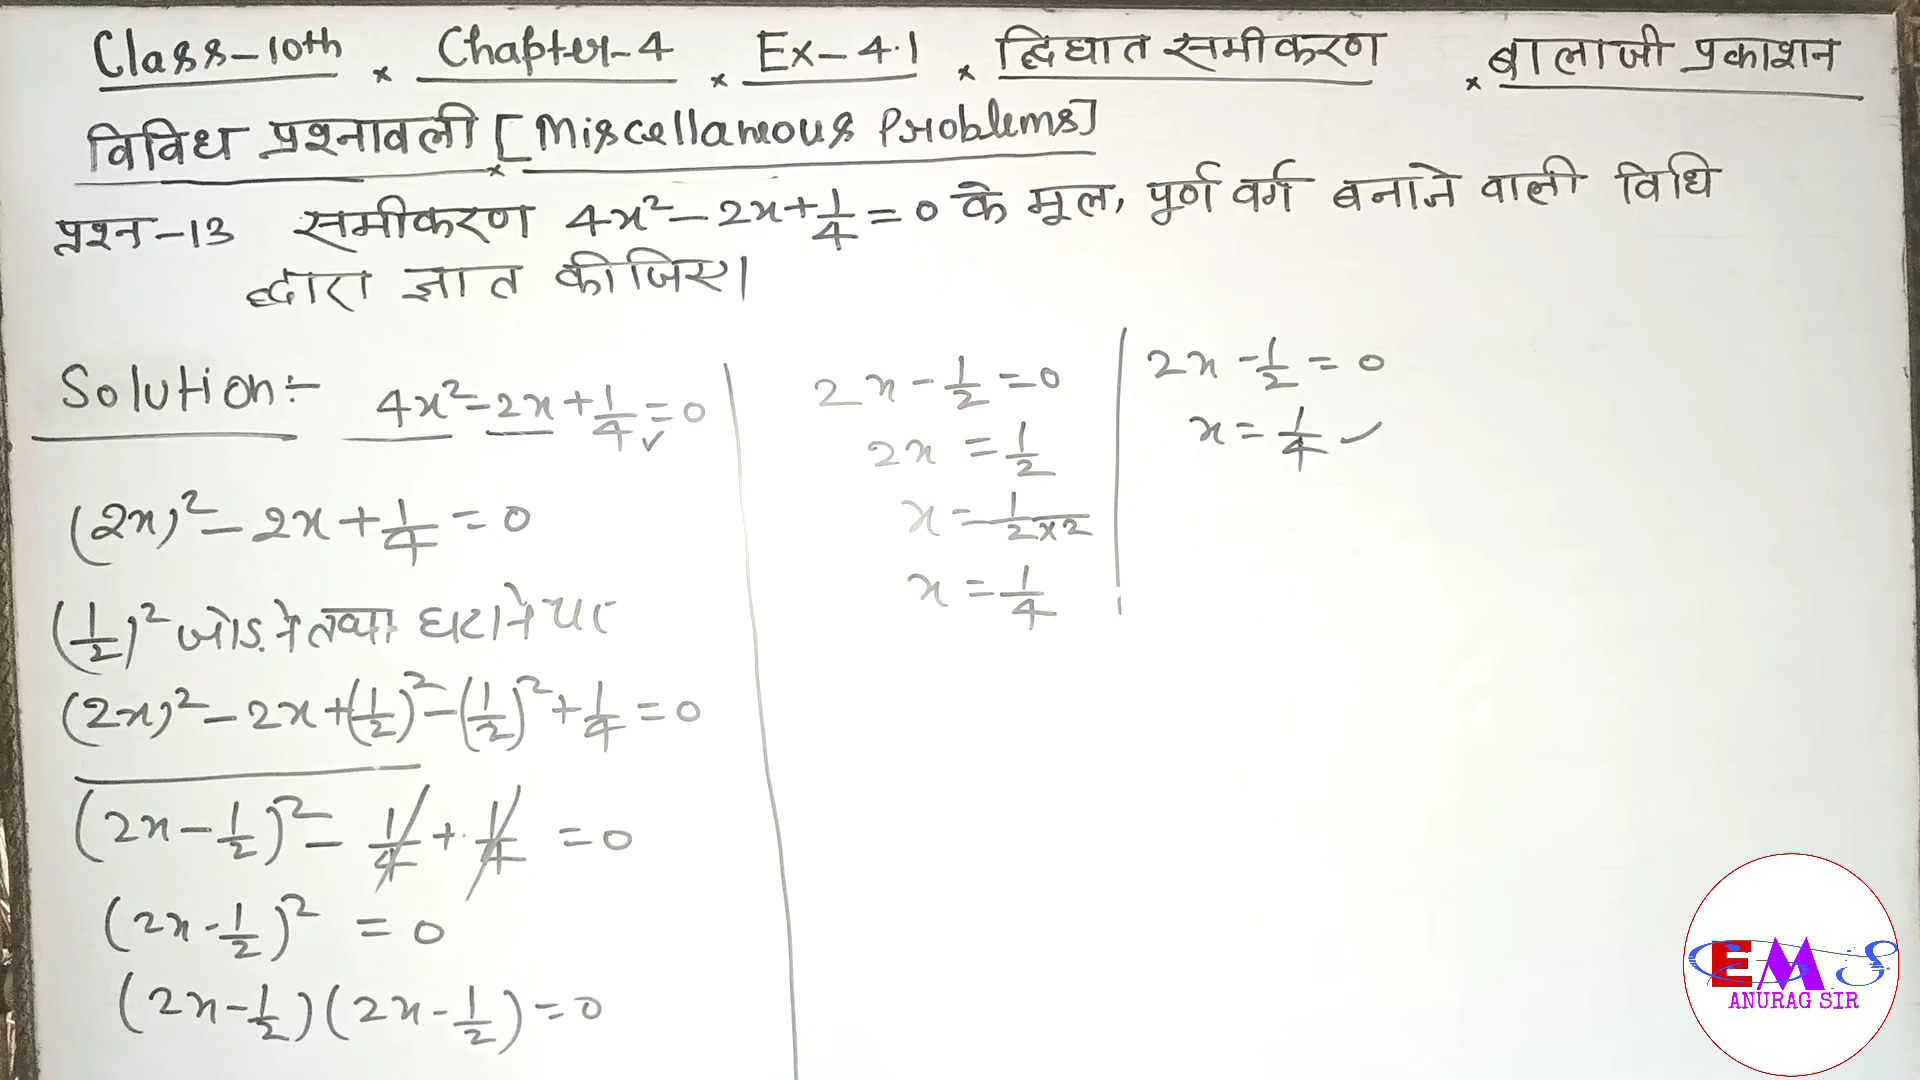 Class-10th × Chapter-4 × Ex-4.1 × द्विघात समीकरण × बालाजी प्रकाशन
विविध प्रश्नावली [Miscellaneous Problems]
प्रश्न-13 समीकरण 4x²-2x+1/4=0 के मूल, पूर्ण वर्ग बनाने वाली विधि
द्वारा ज्ञात कीजिए।
Solution:- 4x²-2x+1/4=0 ✓
(2x)²-2x+1/4=0
(1/2)² जोड़ने तथा घटाने पर
(2x)²-2x+(1/2)²-(1/2)²+1/4=0
(2x-1/2)²-1/4+1/4=0
(2x-1/2)²=0
(2x-1/2)(2x-1/2)=0
2x-1/2=0
2x=1/2
x=1/2×2
x=1/4
2x-1/2=0
x=1/4 ✓
EMS
ANURAG SIR